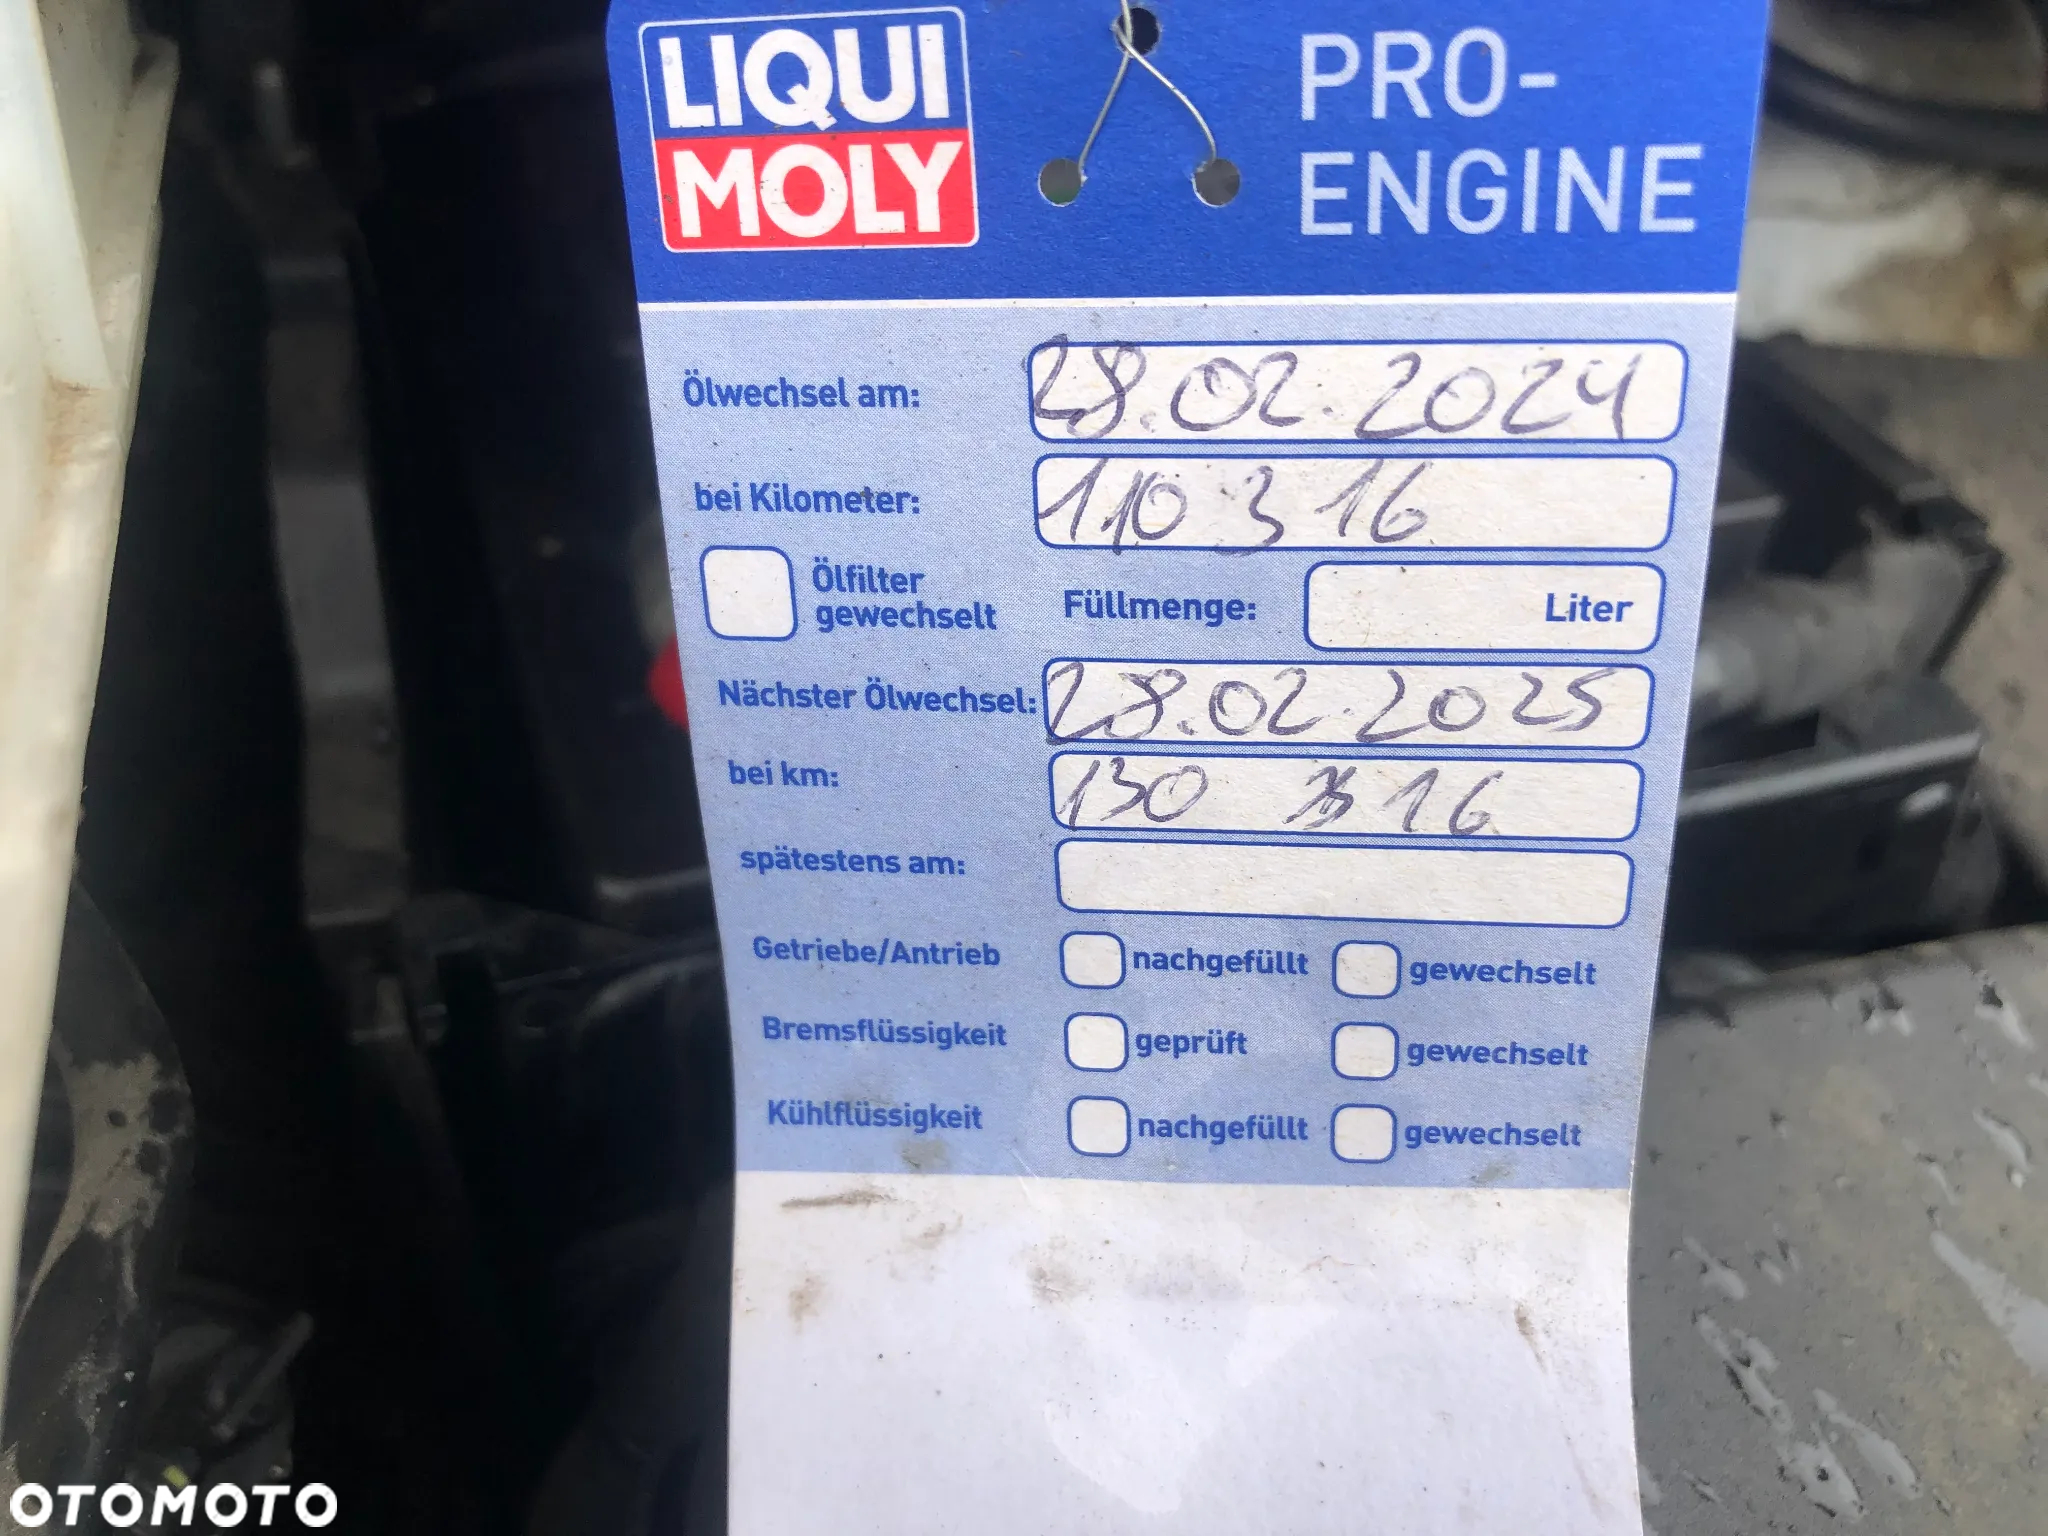 LIQUI
MOLY
PRO-
ENGINE
Ölwechsel am: 28.02.2024
bei Kilometer: 110 316
Ölfilter
gewechselt
Füllmenge: Liter
Nächster Ölwechsel: 28.02.2025
bei km: 130 316
spätestens am:
Getriebe/Antrieb nachgefüllt gewechselt
Bremsflüssigkeit geprüft gewechselt
Kühlflüssigkeit nachgefüllt gewechselt
OTOMOTO